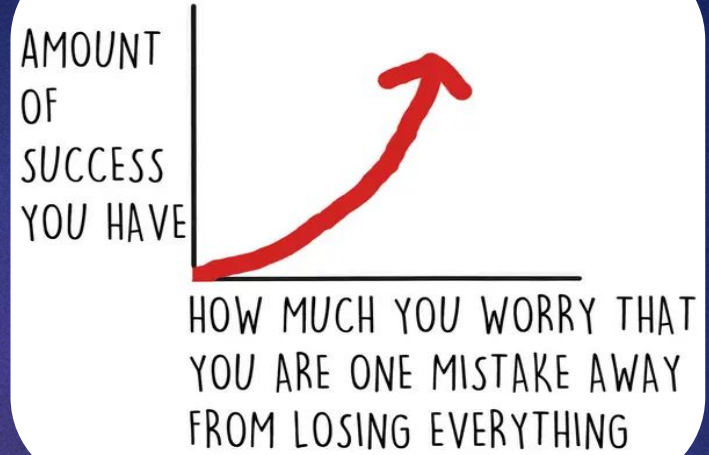 AMOUNT
OF
SUCCESS
YOU HAVE
HOW MUCH YOU WORRY THAT
YOU ARE ONE MISTAKE AWAY
FROM LOSING EVERYTHING